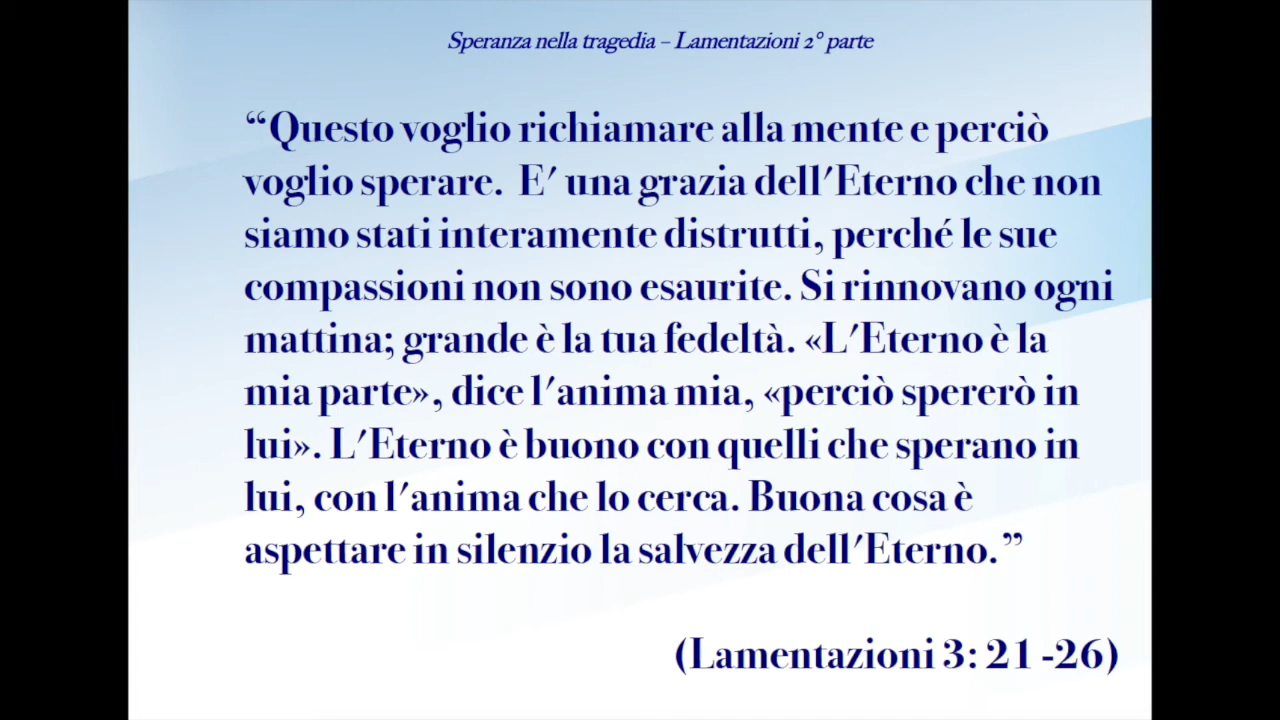 Speranza nella tragedia – Lamentazioni 2° parte
“Questo voglio richiamare alla mente e perciò
voglio sperare.  E' una grazia dell'Eterno che non
siamo stati interamente distrutti, perché le sue
compassioni non sono esaurite. Si rinnovano ogni
mattina; grande è la tua fedeltà. «L'Eterno è la
mia parte», dice l'anima mia, «perciò spererò in
lui». L'Eterno è buono con quelli che sperano in
lui, con l'anima che lo cerca. Buona cosa è
aspettare in silenzio la salvezza dell'Eterno.”
(Lamentazioni 3: 21 -26)